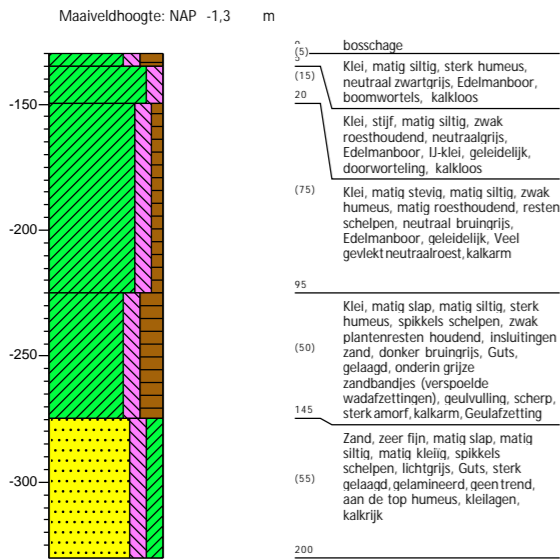 Maaiveldhoogte: NAP -1,3 m
-150
-200
-250
-300
0
bosschage
(5)
5
Klei, matig siltig, sterk humeus,
neutraal zwartgrijs, Edelmanboor,
boomwortels, kalkloos
(15)
20
Klei, stijf, matig siltig, zwak
roesthoudend, neutraalgrijs,
Edelmanboor, IJ-klei, geleidelijk,
doorworteling, kalkloos
(75)
Klei, matig stevig, matig siltig, zwak
humeus, matig roesthoudend, resten
schelpen, neutraal bruingrijs,
Edelmanboor, geleidelijk, Veel
gevlektneutraalroest, kalkarm
95
Klei, matig slap, matig siltig, sterk
humeus, spikkels schelpen, zwak
plantenresten houdend, insluitingen
zand, donker bruingrijs, Guts,
gelaagd, onderin grijze
zandbandjes (verspoelde
wadafzettingen), geulvulling, scherp,
sterk amorf, kalkarm, Geulafzetting
(50)
145
Zand, zeer fijn, matig slap, matig
siltig, matig kleiïg, spikkels
schelpen, lichtgrijs, Guts, sterk
gelaagd, gelamineerd, geen trend,
aan de top humeus, kleilagen,
kalkrijk
(55)
200